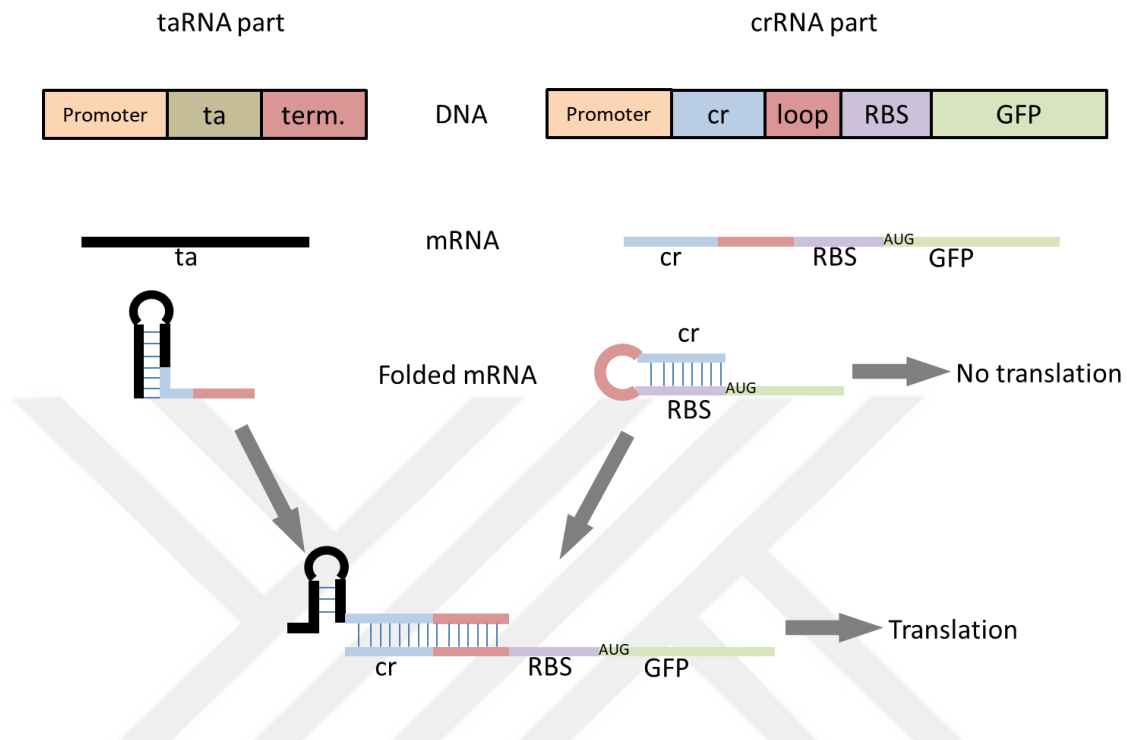 taRNA part
crRNA part
Promoter ta term.
DNA
Promoter cr loop RBS GFP
mRNA
ta
AUG
cr RBS GFP
cr
Folded mRNA
AUG
RBS
No translation
AUG
cr RBS GFP
Translation